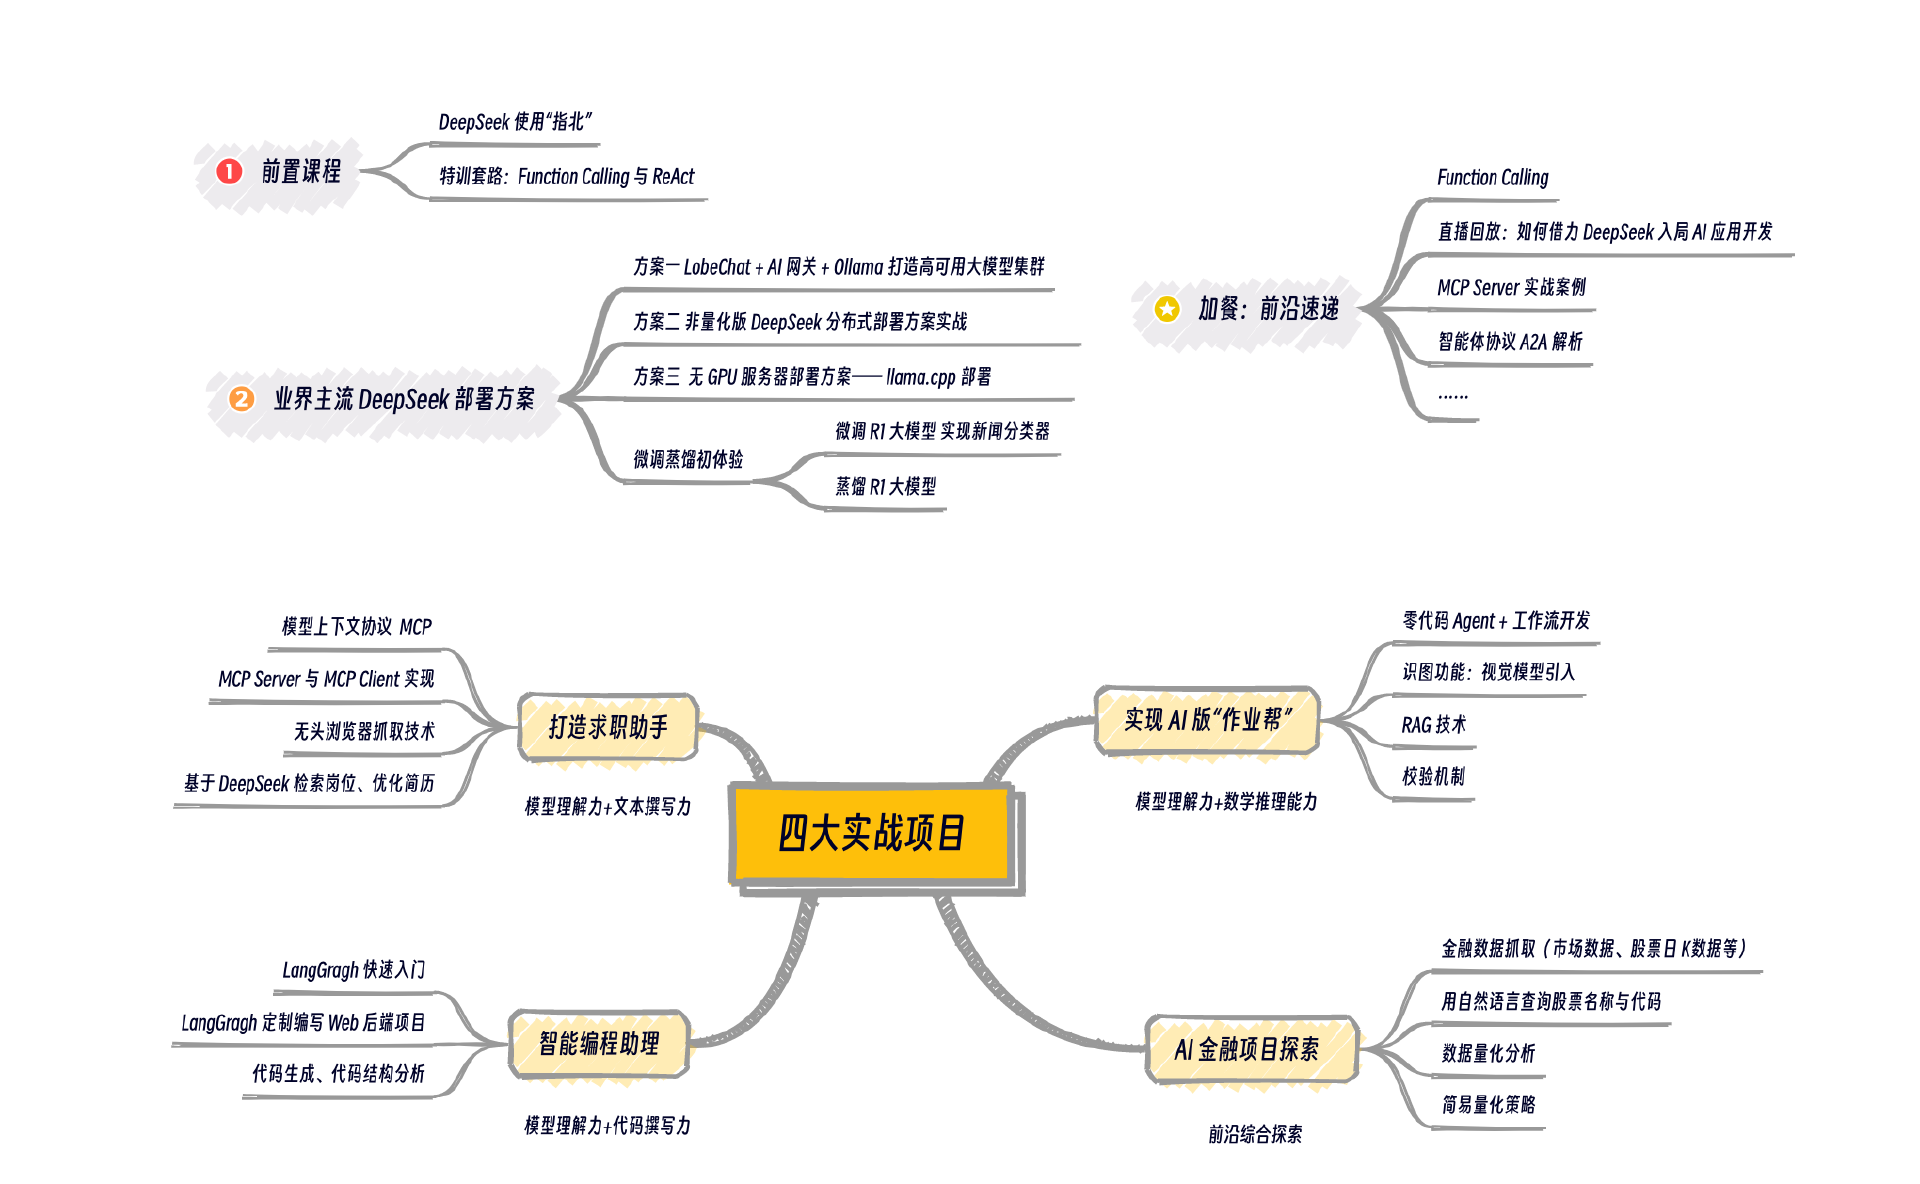 1 前置课程
DeepSeek 使用“指北”
特训套路：Function Calling 与 ReAct
2 业界主流 DeepSeek 部署方案
方案一 LobeChat + AI 网关 + Ollama 打造高可用大模型集群
方案二 非量化版 DeepSeek 分布式部署方案实战
方案三 无 GPU 服务器部署方案—— llama.cpp 部署
微调蒸馏初体验
微调 R1 大模型 实现新闻分类器
蒸馏 R1 大模型
加餐：前沿速递
Function Calling
直播回放：如何借力 DeepSeek 入局 AI 应用开发
MCP Server 实战案例
智能体协议 A2A 解析
……
四大实战项目
打造求职助手
模型理解力+文本撰写力
模型上下文协议 MCP
MCP Server 与 MCP Client 实现
无头浏览器抓取技术
基于 DeepSeek 检索岗位、优化简历
实现 AI 版“作业帮”
模型理解力+数学推理能力
零代码 Agent + 工作流开发
识图功能：视觉模型引入
RAG 技术
校验机制
智能编程助理
模型理解力+代码撰写力
LangGragh 快速入门
LangGragh 定制编写 Web 后端项目
代码生成、代码结构分析
AI 金融项目探索
前沿综合探索
金融数据抓取（市场数据、股票日 K数据等）
用自然语言查询股票名称与代码
数据量化分析
简易量化策略